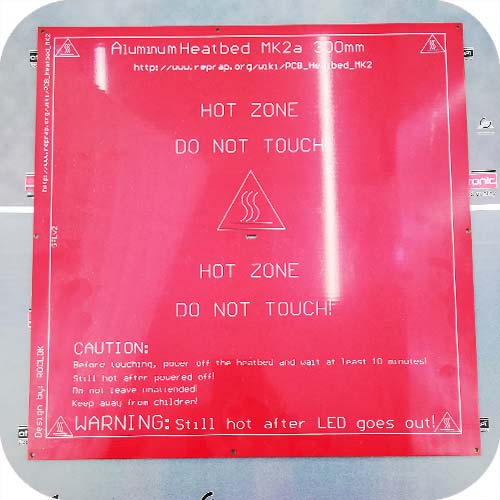 Aluminum Heatbed MK2a 300mm
http://www.reprap.org/wiki/PCB_Heatbed_MK2
http://www.reprap.org/wiki/PCB_Heatbed_MK2
HOT ZONE
DO NOT TOUCH!
HOT ZONE
DO NOT TOUCH!
CAUTION:
Before touching, power off the heatbed and wait at least 10 minutes!
Still hot after powered off!
Do not leave unattended!
Keep away from children!
WARNING: Still hot after LED goes out!
Design by: